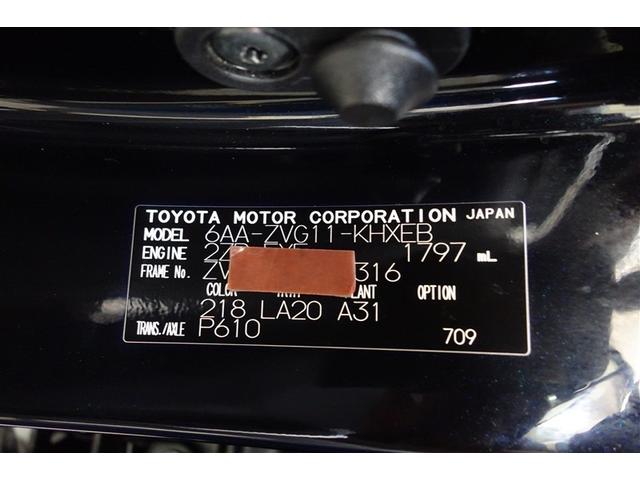 TOYOTA MOTOR CORPORATION JAPAN
MODEL 6AA-ZVG11-KHXEB
ENGINE 1797 mL
FRAME No. 316
COLOR OPTION
218 LA20 A31
TRANS./AXLE P610 709